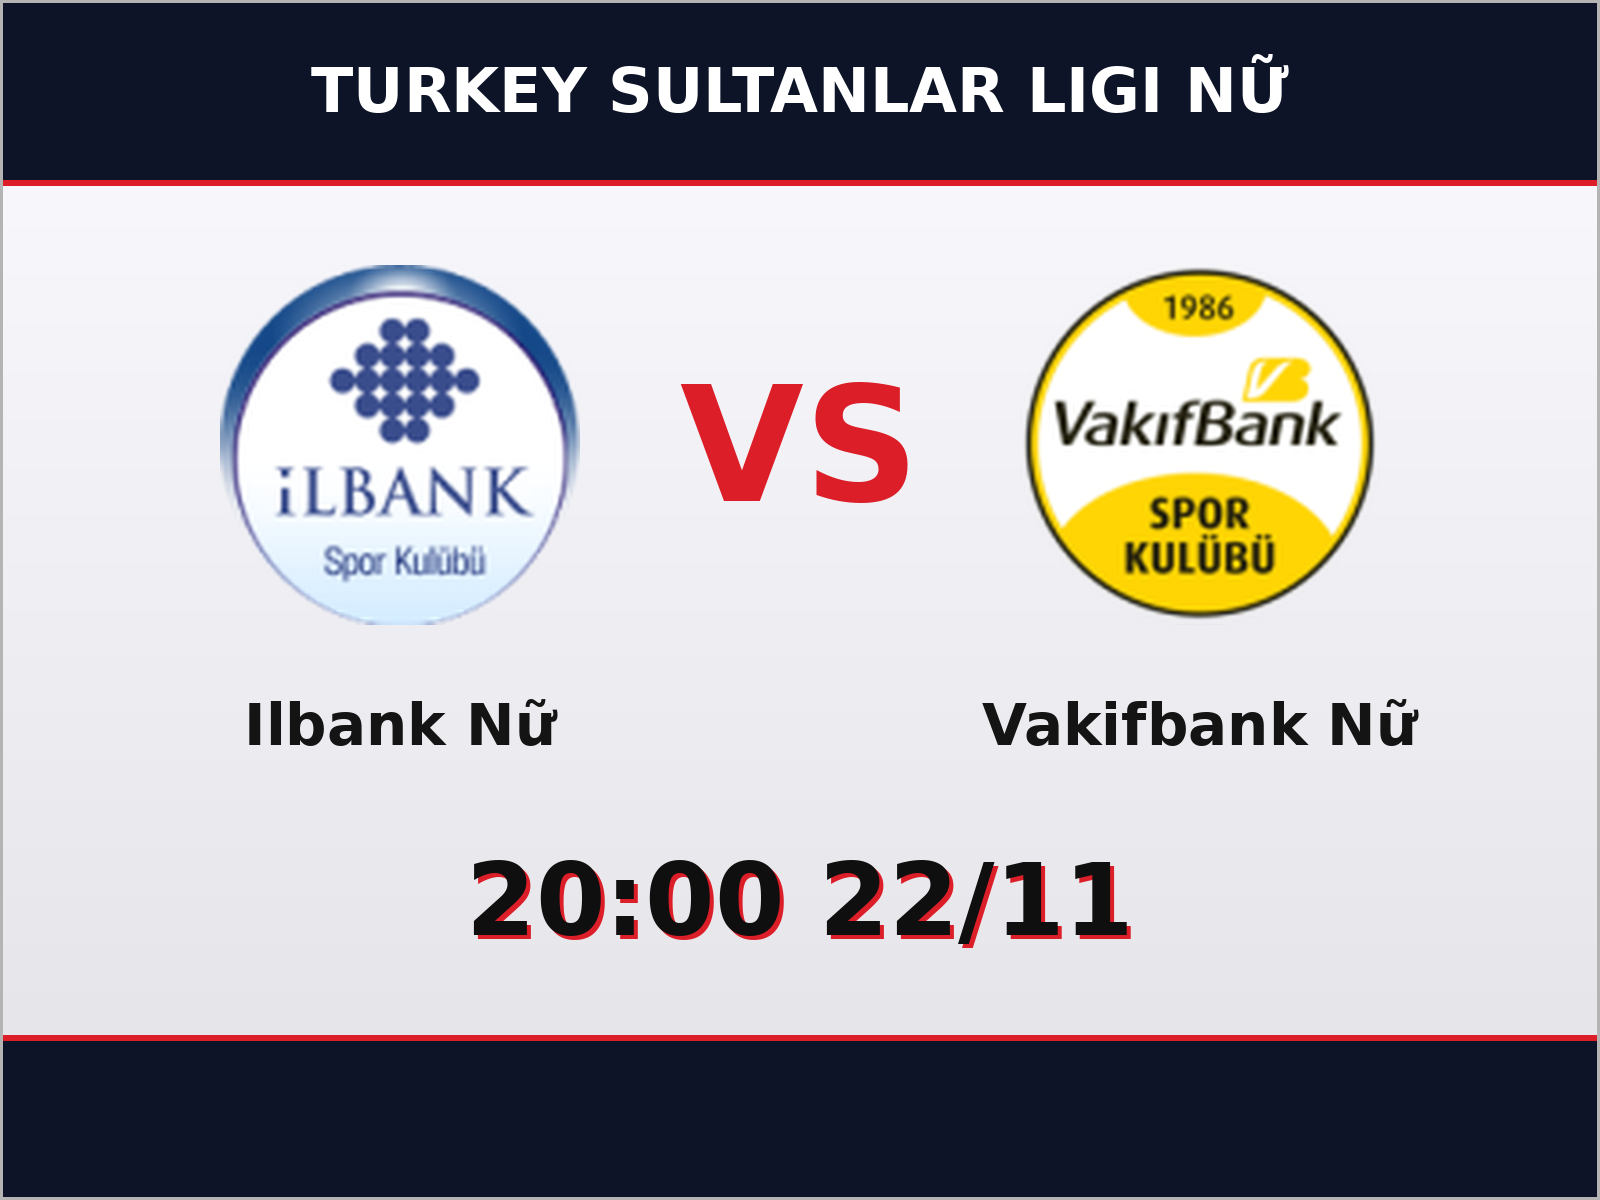 TURKEY SULTANLAR LIGI NỮ
iLBANK
Spor Kulübü
VS
1986
VakıfBank
SPOR
KULÜBÜ
Ilbank Nữ
Vakifbank Nữ
20:00 22/11